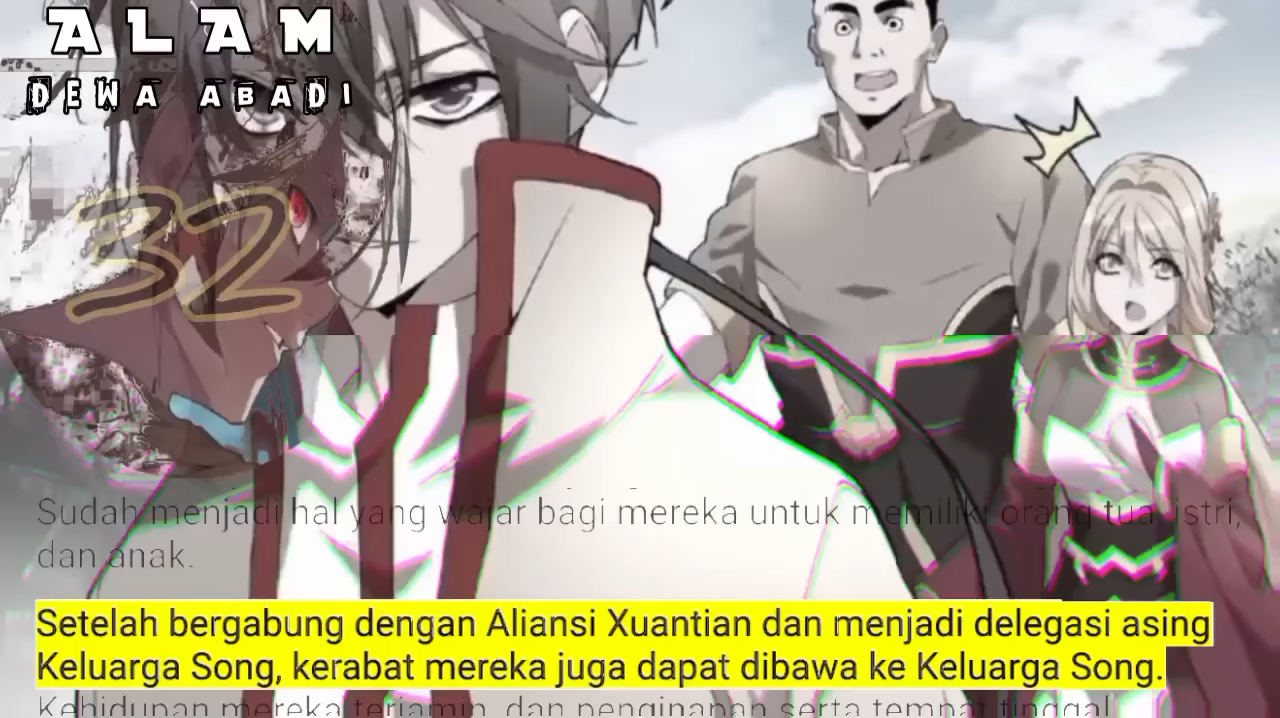 ALAM
DEWA ABADI
32
Sudah menjadi hal yang wajar bagi mereka untuk memiliki orang tua, istri,
dan anak.
Setelah bergabung dengan Aliansi Xuantian dan menjadi delegasi asing
Keluarga Song, kerabat mereka juga dapat dibawa ke Keluarga Song.
Kehidupan mereka terjamin, dan penginapan serta tempat tinggal